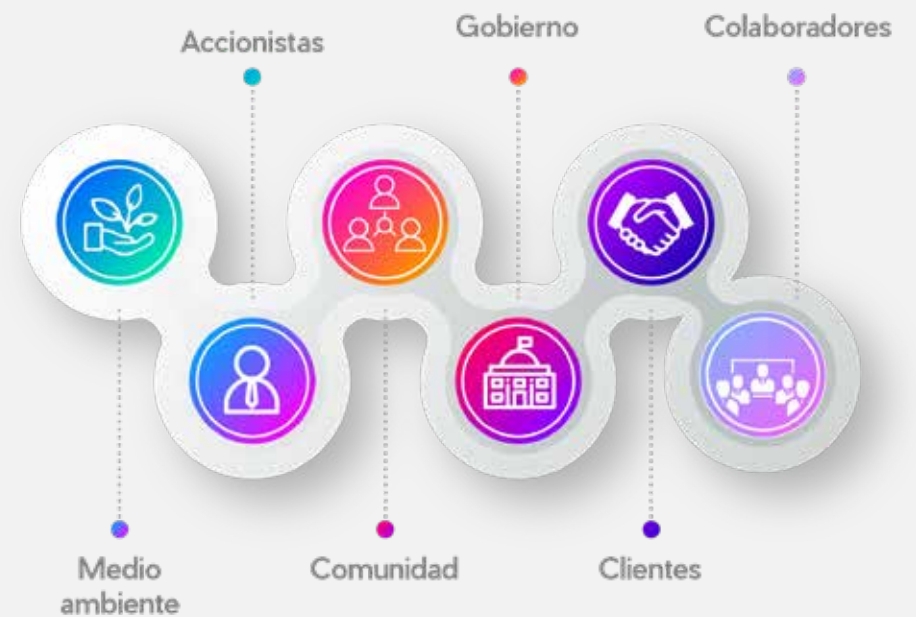 Accionistas
Gobierno
Colaboradores
Medio
ambiente
Comunidad
Clientes